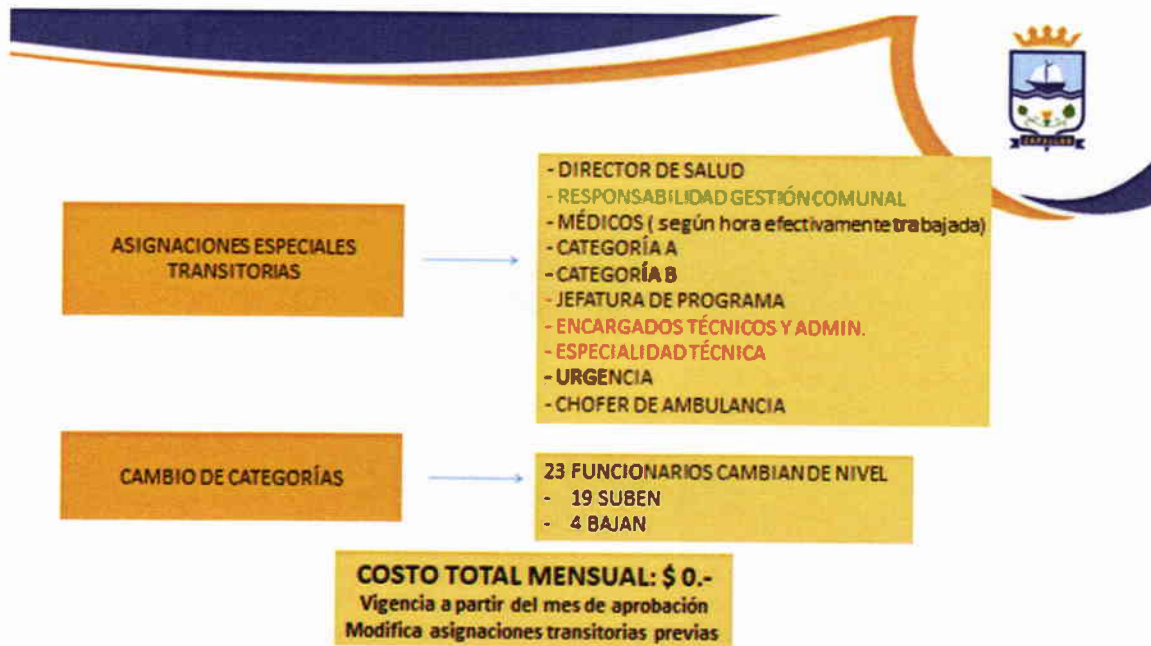 ZAPALLAR
ASIGNACIONES ESPECIALES
TRANSITORIAS
- DIRECTOR DE SALUD
- RESPONSABILIDAD GESTIÓN COMUNAL
- MÉDICOS ( según hora efectivamente trabajada)
- CATEGORÍA A
- CATEGORÍA B
- JEFATURA DE PROGRAMA
- ENCARGADOS TÉCNICOS Y ADMIN.
- ESPECIALIDAD TÉCNICA
- URGENCIA
- CHOFER DE AMBULANCIA
CAMBIO DE CATEGORÍAS
23 FUNCIONARIOS CAMBIAN DE NIVEL
- 19 SUBEN
- 4 BAJAN
COSTO TOTAL MENSUAL: $ 0.-
Vigencia a partir del mes de aprobación
Modifica asignaciones transitorias previas